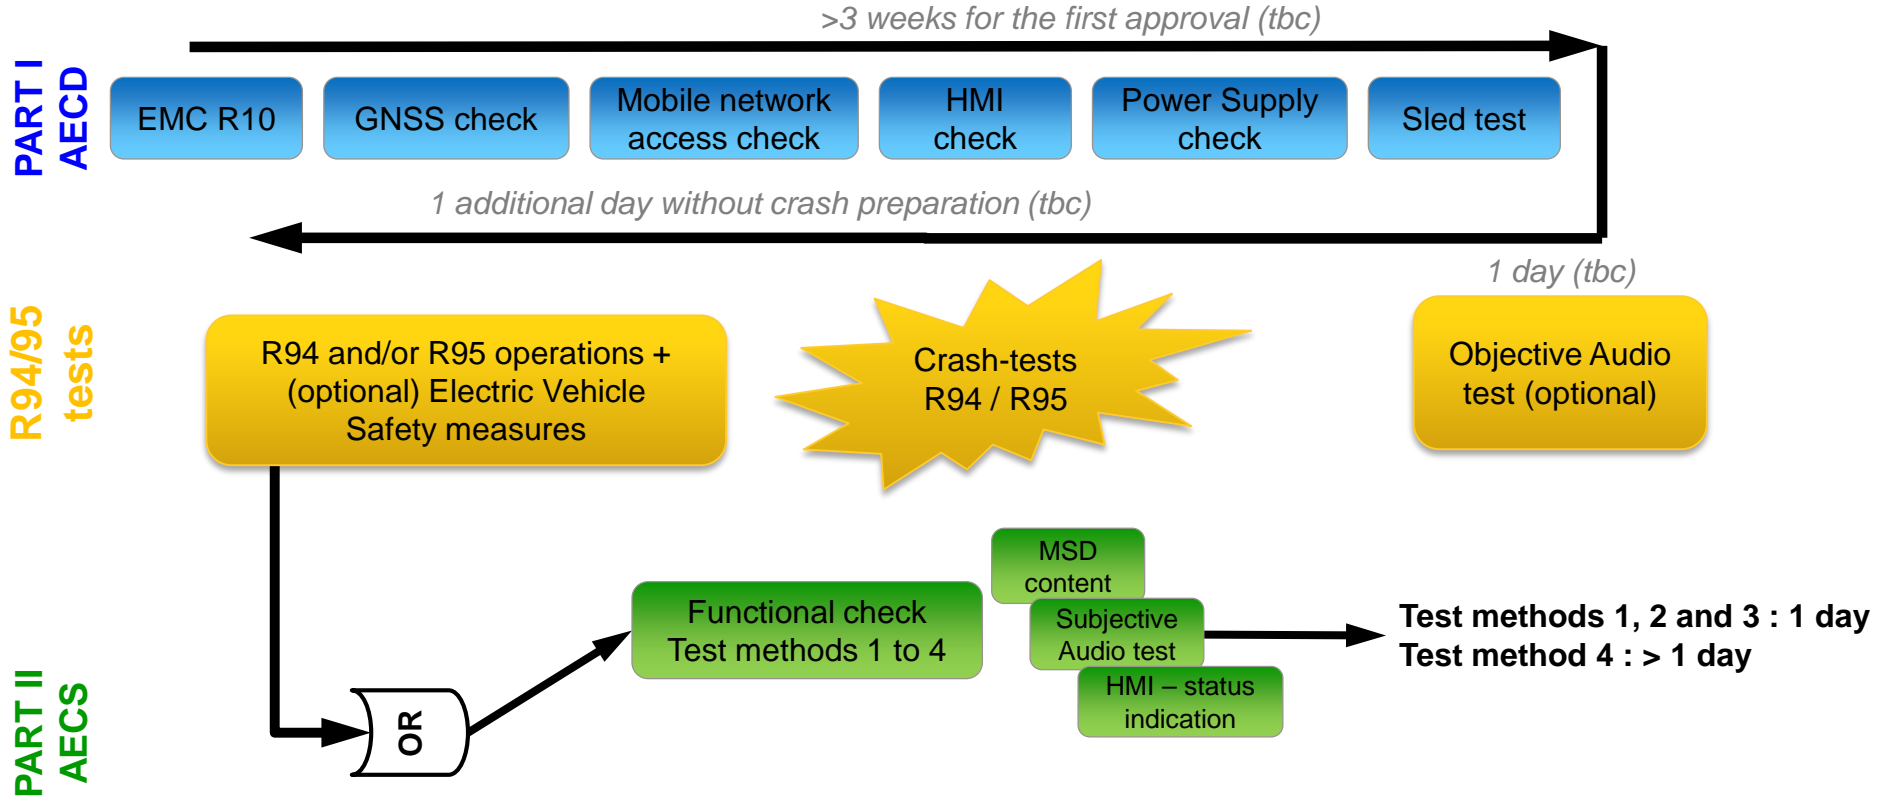 >3 weeks for the first approval (tbc)
PART I
AECD
EMC R10
GNSS check
Mobile network
access check
HMI
check
Power Supply
check
Sled test
1 additional day without crash preparation (tbc)
1 day (tbc)
R94/95
tests
R94 and/or R95 operations +
(optional) Electric Vehicle
Safety measures
Crash-tests
R94 / R95
Objective Audio
test (optional)
PART II
AECS
OR
Functional check
Test methods 1 to 4
MSD
content
Subjective
Audio test
HMI – status
indication
Test methods 1, 2 and 3 : 1 day
Test method 4 : > 1 day